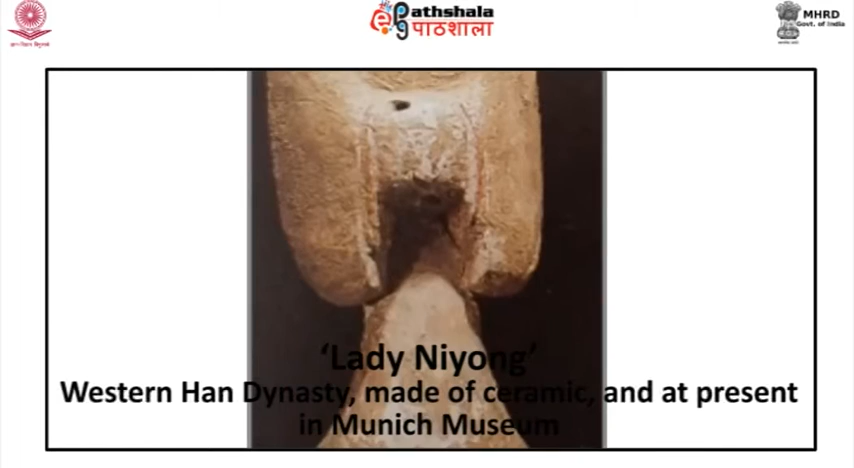 epathshala
पाठशाला
MHRD
Govt. of India
‘Lady Niyong’
Western Han Dynasty, made of ceramic, and at present
in Munich Museum